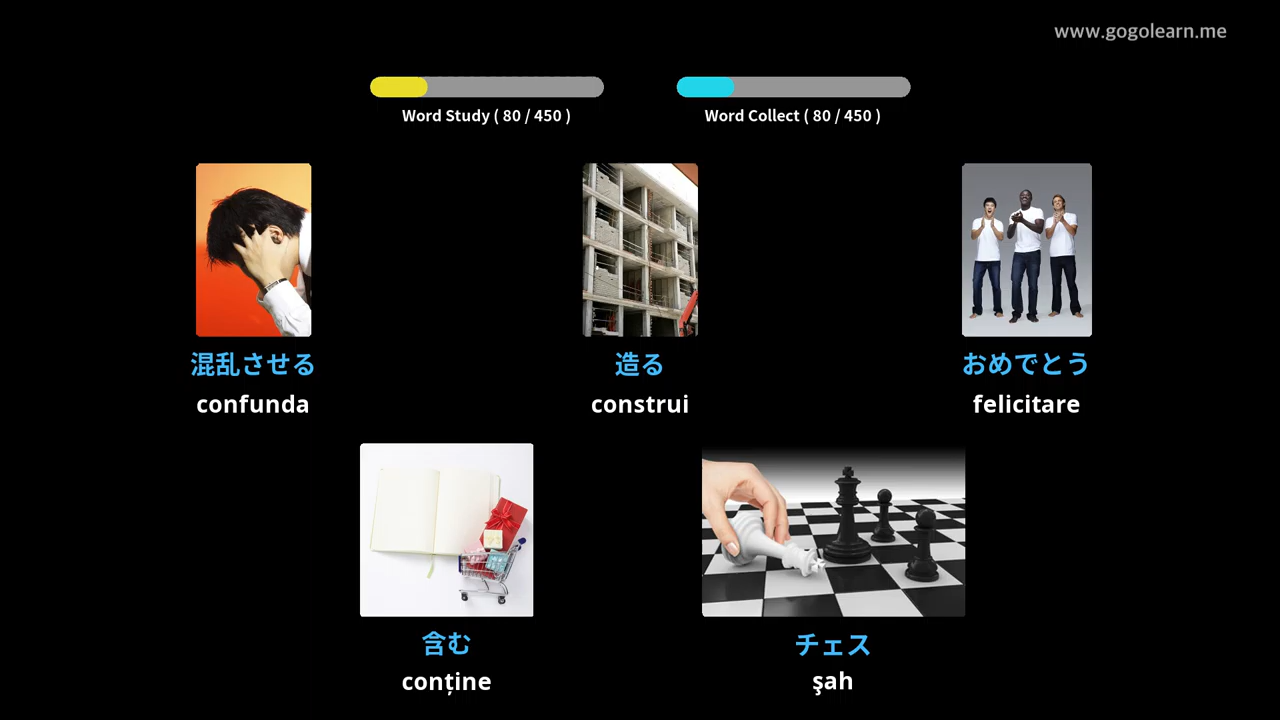 www.gogolearn.me
Word Study ( 80 / 450 )
Word Collect ( 80 / 450 )
混乱させる
confunda
造る
construi
おめでとう
felicitare
含む
conține
チェス
şah